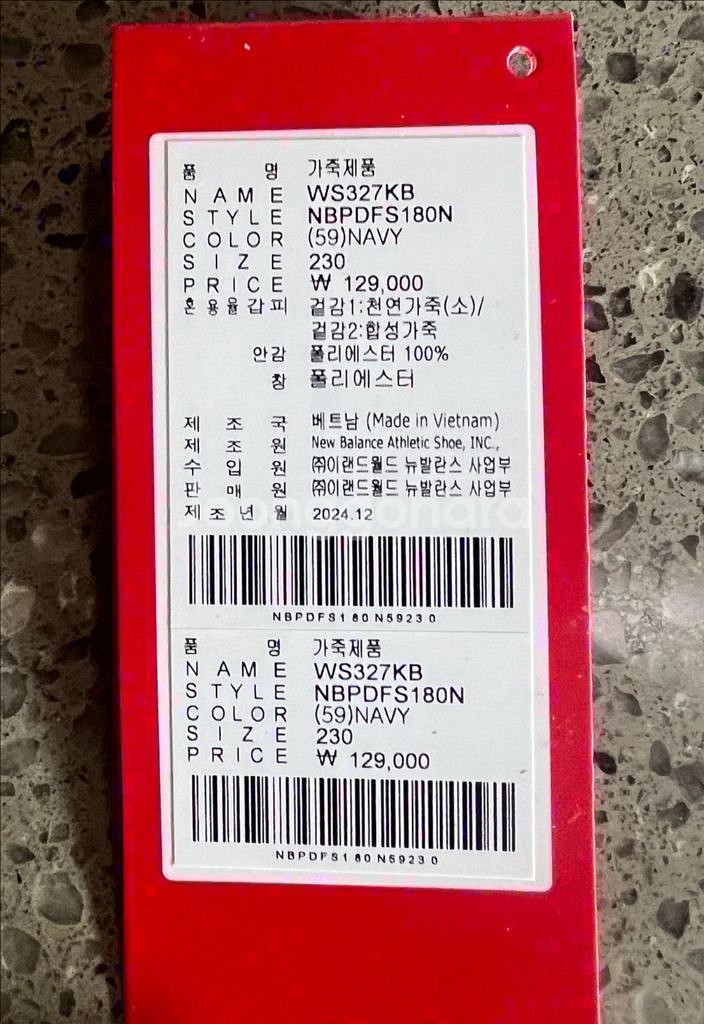 품 명 가죽제품
NAME WS327KB
STYLE NBPDFS180N
COLOR (59)NAVY
SIZE 230
PRICE ₩ 129,000
혼용율갑피 겉감1:천연가죽(소)/
겉감2:합성가죽
안감 폴리에스터 100%
창 폴리에스터
제조국 베트남 (Made in Vietnam)
제조원 New Balance Athletic Shoe, INC.,
수입원 ㈜이랜드월드 뉴발란스 사업부
판매원 ㈜이랜드월드 뉴발란스 사업부
제조년월 2024.12
NBPDFS180N59230
품 명 가죽제품
NAME WS327KB
STYLE NBPDFS180N
COLOR (59)NAVY
SIZE 230
PRICE ₩ 129,000
NBPDFS180N59230